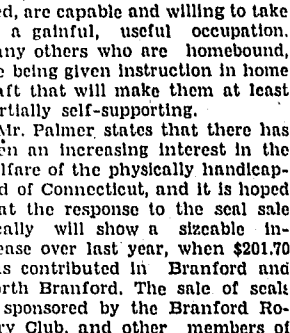 ed, are capable and willing to take
a gainful, useful occupation.
any others who are homebound,
e being given instruction in home
aft that will make them at least
rtially self-supporting.
Mr. Palmer states that there has
en an increasing interest in the
lfare of the physically handicap-
d of Connecticut, and it is hoped
at the response to the seal sale
cally will show a sizeable in-
ease over last year, when $201.70
as contributed in Branford and
rth Branford. The sale of seals
sponsored by the Branford Ro-
ry Club, and other members of